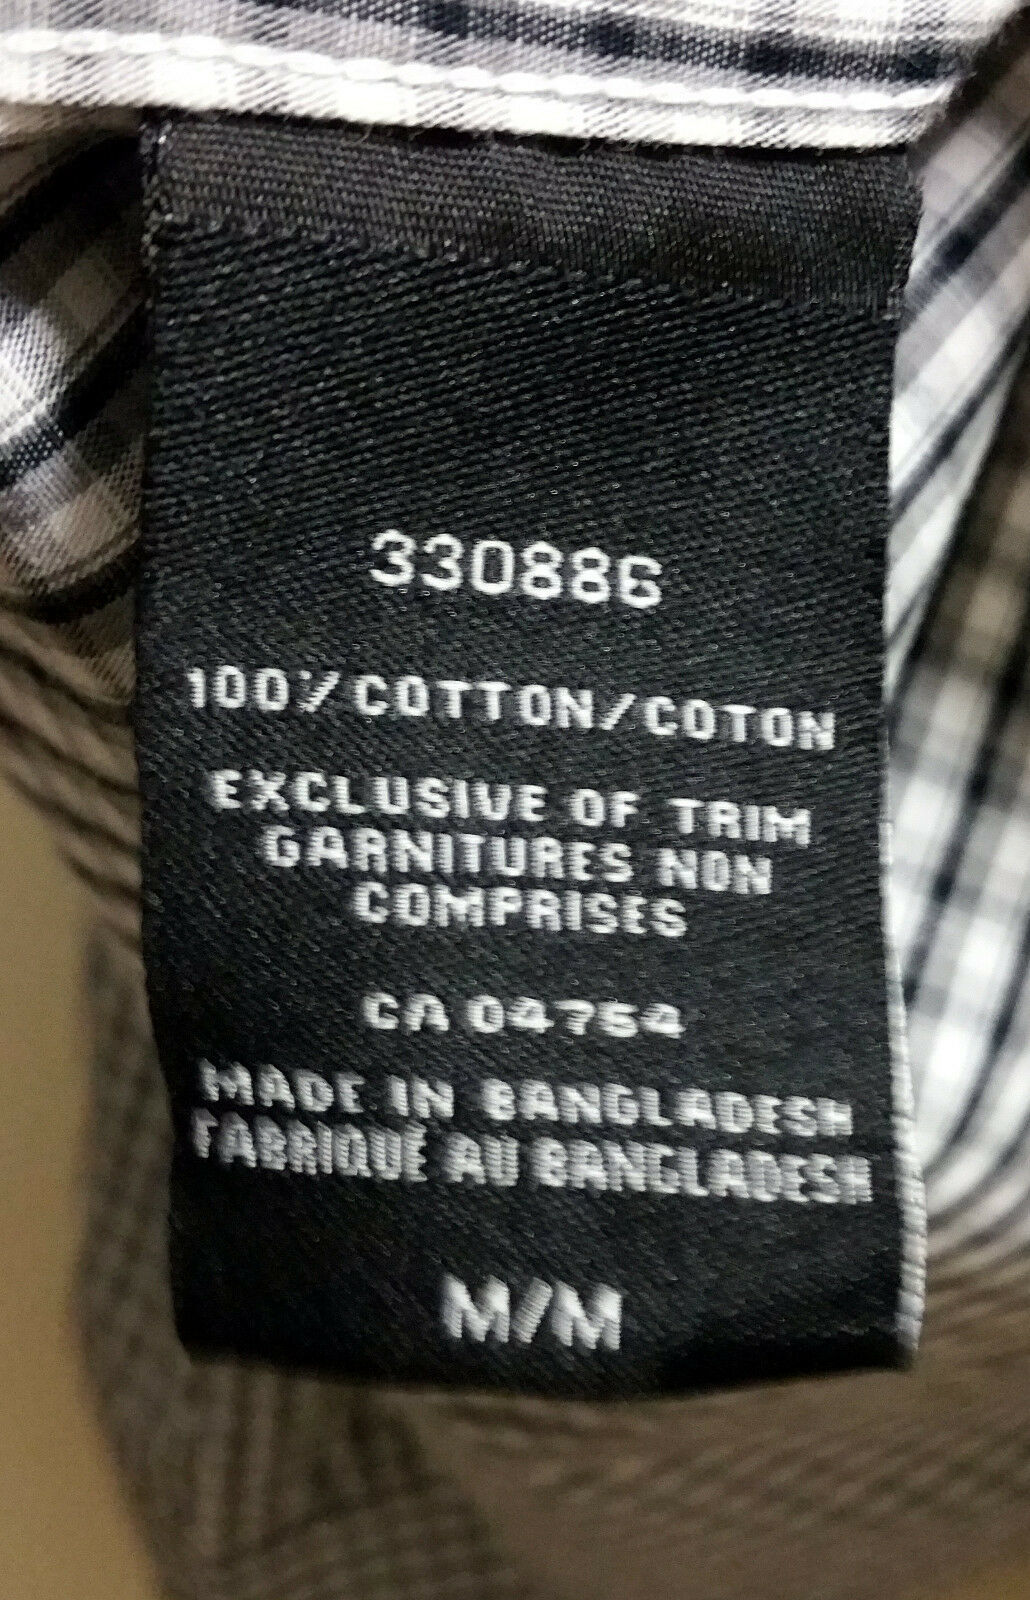 330886
100% COTTON/COTON
EXCLUSIVE OF TRIM
GARNITURES NON
COMPRISES
CA 04754
MADE IN BANGLADESH
FABRIQUÉ AU BANGLADESH
M/M